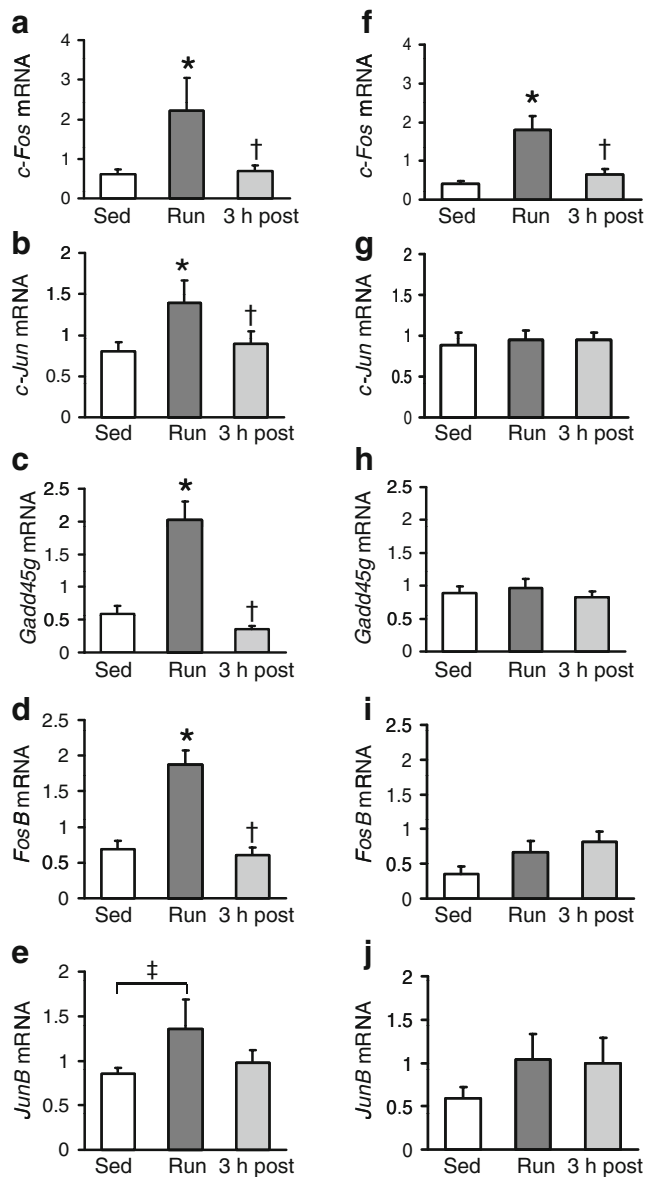 a
c-Fos mRNA
4
3
2
1
0
*
†
Sed Run 3 h post
f
c-Fos mRNA
4
3
2
1
0
*
†
Sed Run 3 h post
b
c-Jun mRNA
2
1.5
1
0.5
0
*
†
Sed Run 3 h post
g
c-Jun mRNA
2
1.5
1
0.5
0
Sed Run 3 h post
c
Gadd45g mRNA
2.5
2
1.5
1
0.5
0
*
†
Sed Run 3 h post
h
Gadd45g mRNA
2.5
2
1.5
1
0.5
0
Sed Run 3 h post
d
FosB mRNA
2.5
2
1.5
1
0.5
0
*
†
Sed Run 3 h post
i
FosB mRNA
2.5
2
1.5
1
0.5
0
Sed Run 3 h post
e
JunB mRNA
2
1.5
1
0.5
0
‡
Sed Run 3 h post
j
JunB mRNA
2
1.5
1
0.5
0
Sed Run 3 h post